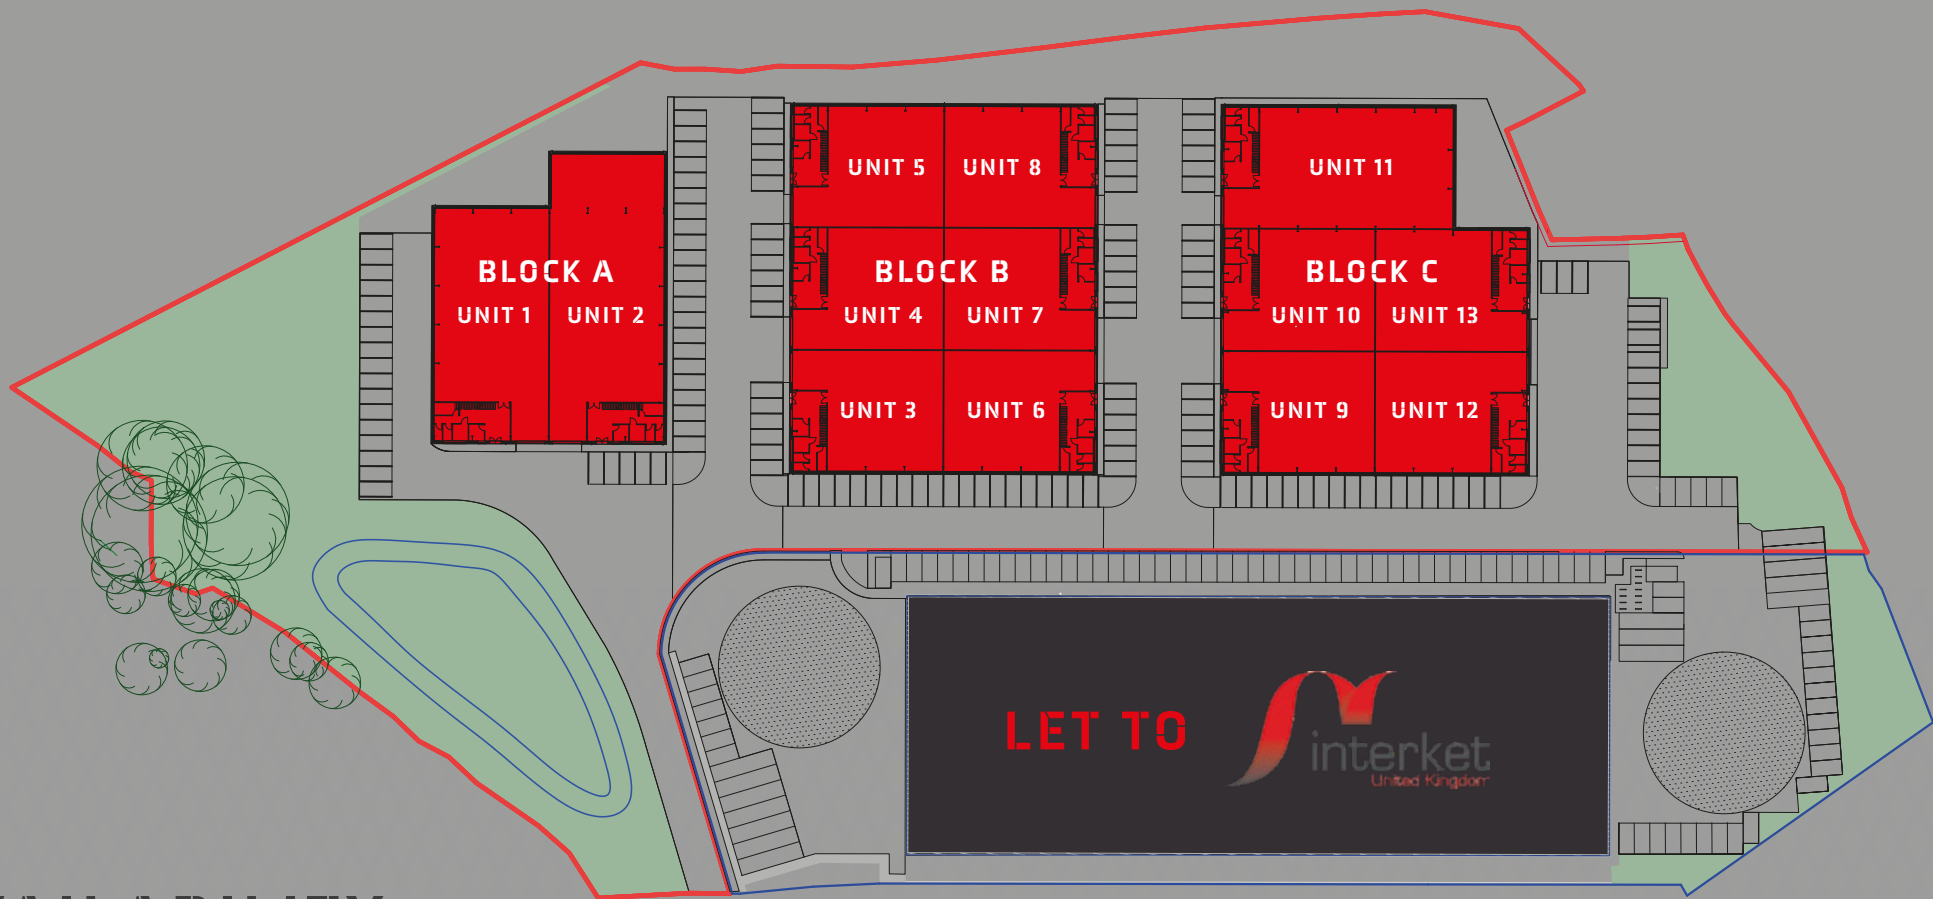 UNIT 5 UNIT 8
UNIT 11
BLOCK A
BLOCK B
BLOCK C
UNIT 1 UNIT 2
UNIT 4 UNIT 7
UNIT 10 UNIT 13
UNIT 3 UNIT 6
UNIT 9 UNIT 12
LET TO
interket
United Kingdom